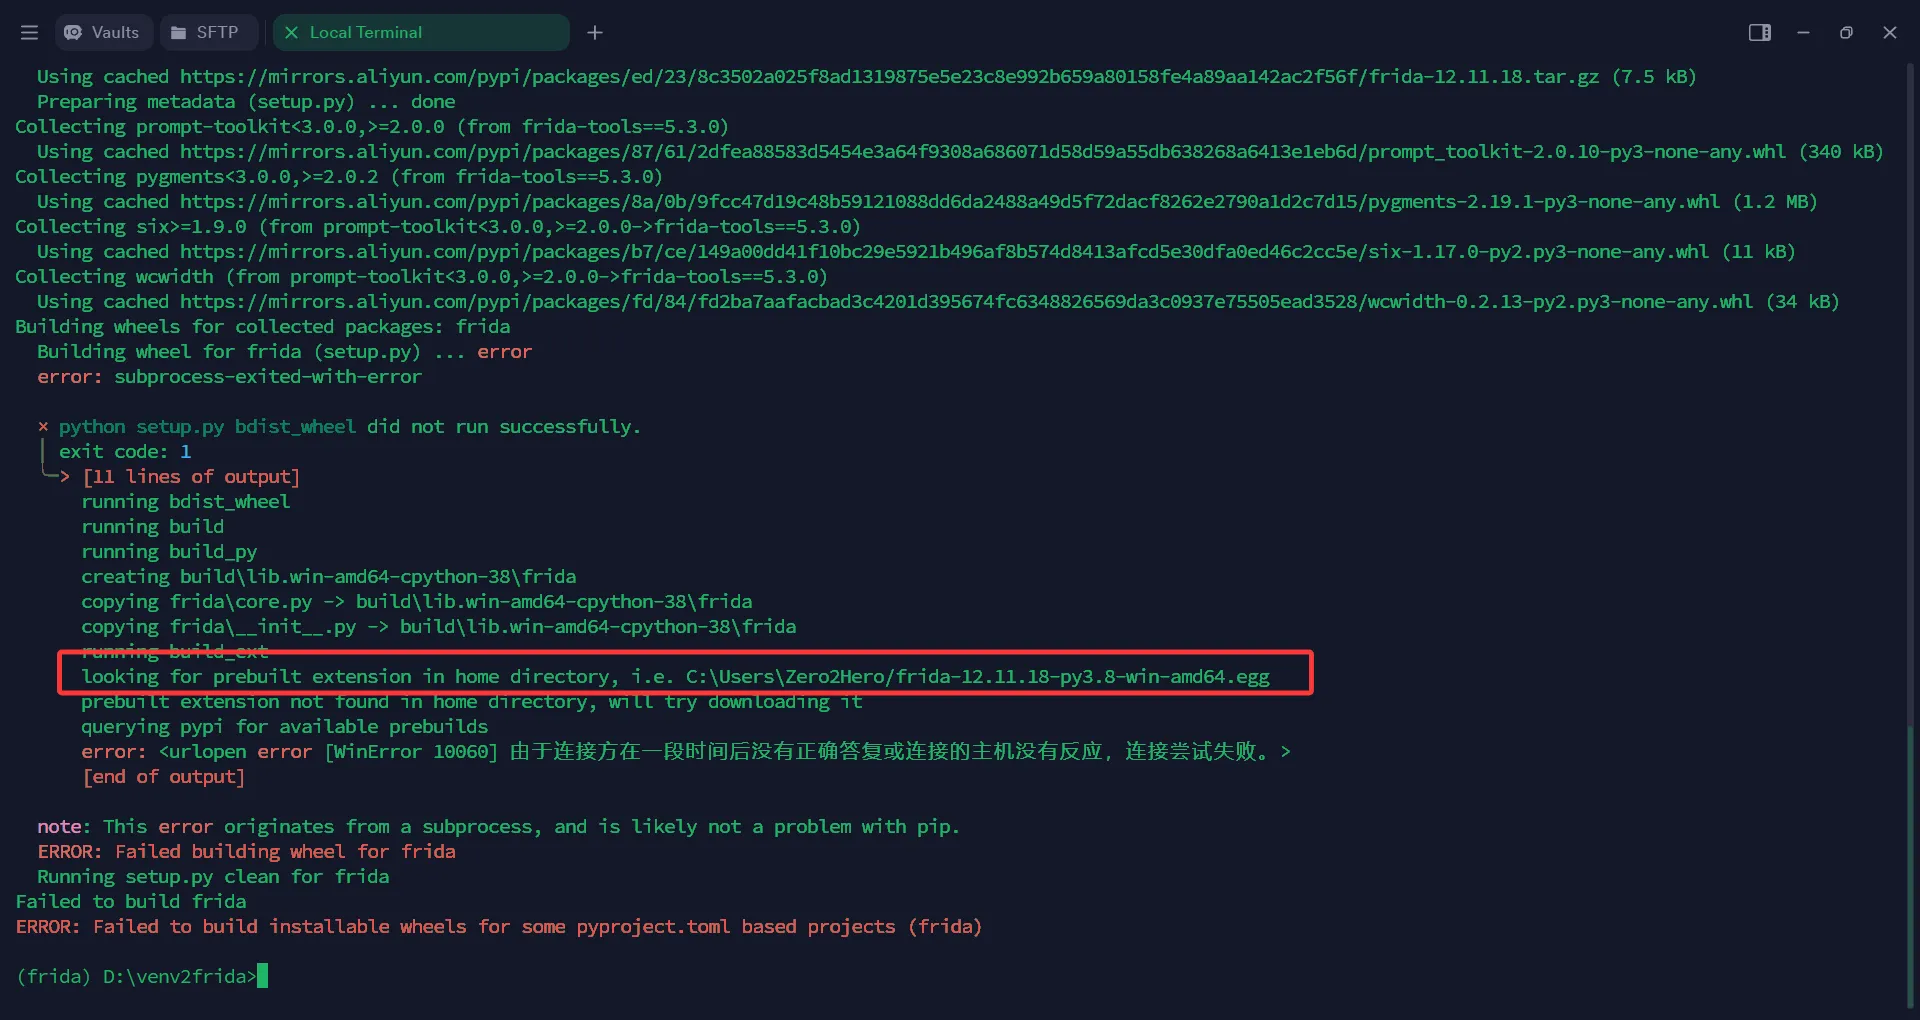 Vaults
SFTP
Local Terminal
Using cached https://mirrors.aliyun.com/pypi/packages/ed/23/8c3502a025f8ad1319875e5e23c8e992b659a80158fe4a89aa142ac2f56f/frida-12.11.18.tar.gz (7.5 kB)
Preparing metadata (setup.py) ... done
Collecting prompt-toolkit<3.0.0,>=2.0.0 (from frida-tools==5.3.0)
Using cached https://mirrors.aliyun.com/pypi/packages/87/61/2dfea88583d5454e3a64f9308a686071d58d59a55db638268a6413e1eb6d/prompt_toolkit-2.0.10-py3-none-any.whl (340 kB)
Collecting pygments<3.0.0,>=2.0.2 (from frida-tools==5.3.0)
Using cached https://mirrors.aliyun.com/pypi/packages/8a/0b/9fcc47d19c48b59121088dd6da2488a49d5f72dacf8262e2790a1d2c7d15/pygments-2.19.1-py3-none-any.whl (1.2 MB)
Collecting six>=1.9.0 (from prompt-toolkit<3.0.0,>=2.0.0->frida-tools==5.3.0)
Using cached https://mirrors.aliyun.com/pypi/packages/b7/ce/149a00dd41f10bc29e5921b496af8b574d8413afcd5e30dfa0ed46c2cc5e/six-1.17.0-py2.py3-none-any.whl (11 kB)
Collecting wcwidth (from prompt-toolkit<3.0.0,>=2.0.0->frida-tools==5.3.0)
Using cached https://mirrors.aliyun.com/pypi/packages/fd/84/fd2ba7aafacbad3c4201d395674fc6348826569da3c0937e75505ead3528/wcwidth-0.2.13-py2.py3-none-any.whl (34 kB)
Building wheels for collected packages: frida
Building wheel for frida (setup.py) ... error
error: subprocess-exited-with-error
× python setup.py bdist_wheel did not run successfully.
│ exit code: 1
╰─> [11 lines of output]
running bdist_wheel
running build
running build_py
creating build\lib.win-amd64-cpython-38\frida
copying frida\core.py -> build\lib.win-amd64-cpython-38\frida
copying frida\__init__.py -> build\lib.win-amd64-cpython-38\frida
running build_ext
looking for prebuilt extension in home directory, i.e. C:\Users\Zero2Hero/frida-12.11.18-py3.8-win-amd64.egg
prebuilt extension not found in home directory, will try downloading it
querying pypi for available prebuilds
error: <urlopen error [WinError 10060] 由于连接方在一段时间后没有正确答复或连接的主机没有反应，连接尝试失败。>
[end of output]
note: This error originates from a subprocess, and is likely not a problem with pip.
ERROR: Failed building wheel for frida
Running setup.py clean for frida
Failed to build frida
ERROR: Failed to build installable wheels for some pyproject.toml based projects (frida)
(frida) D:\venv2frida>